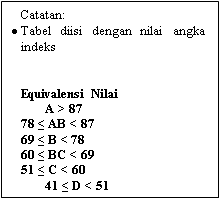 Catatan:
• Tabel diisi dengan nilai angka
indeks
Equivalensi Nilai
A > 87
78 ≤ AB < 87
69 ≤ B < 78
60 ≤ BC < 69
51 ≤ C < 60
41 ≤ D < 51